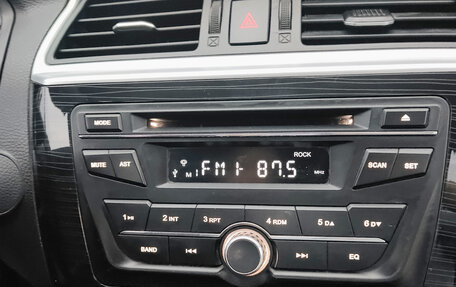 MODE
ROCK
MUTE AST M1 FM1- 87.5 MHz SCAN SET
1 2 INT 3 RPT 4 RDM 5 D▲ 6 D▼
BAND EQ